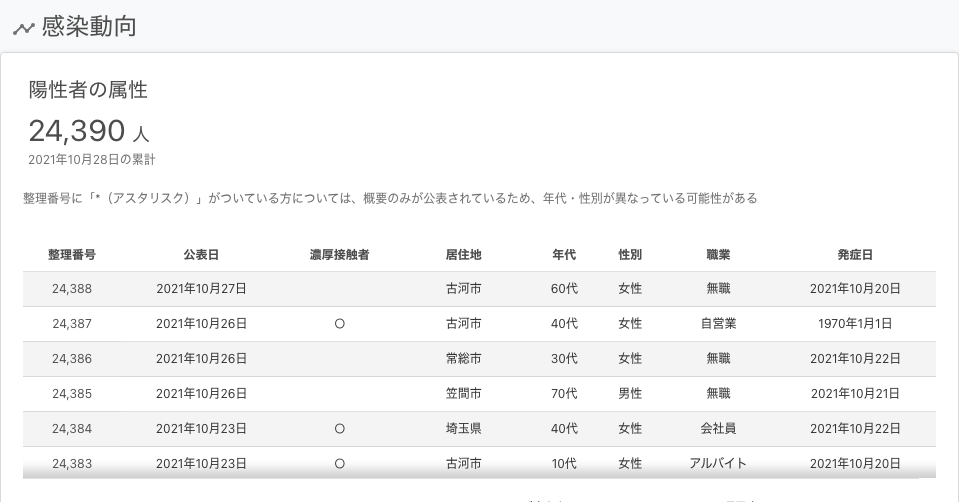 感染動向
陽性者の属性
24,390 人
2021年10月28日の累計
整理番号に「*（アスタリスク）」がついている方については、概要のみが公表されているため、年代・性別が異なっている可能性がある
整理番号 公表日 濃厚接触者 居住地 年代 性別 職業 発症日
24,388 2021年10月27日 古河市 60代 女性 無職 2021年10月20日
24,387 2021年10月26日 〇 古河市 40代 女性 自営業 1970年1月1日
24,386 2021年10月26日 常総市 30代 女性 無職 2021年10月22日
24,385 2021年10月26日 笠間市 70代 男性 無職 2021年10月21日
24,384 2021年10月23日 〇 埼玉県 40代 女性 会社員 2021年10月22日
24,383 2021年10月23日 〇 古河市 10代 女性 アルバイト 2021年10月20日